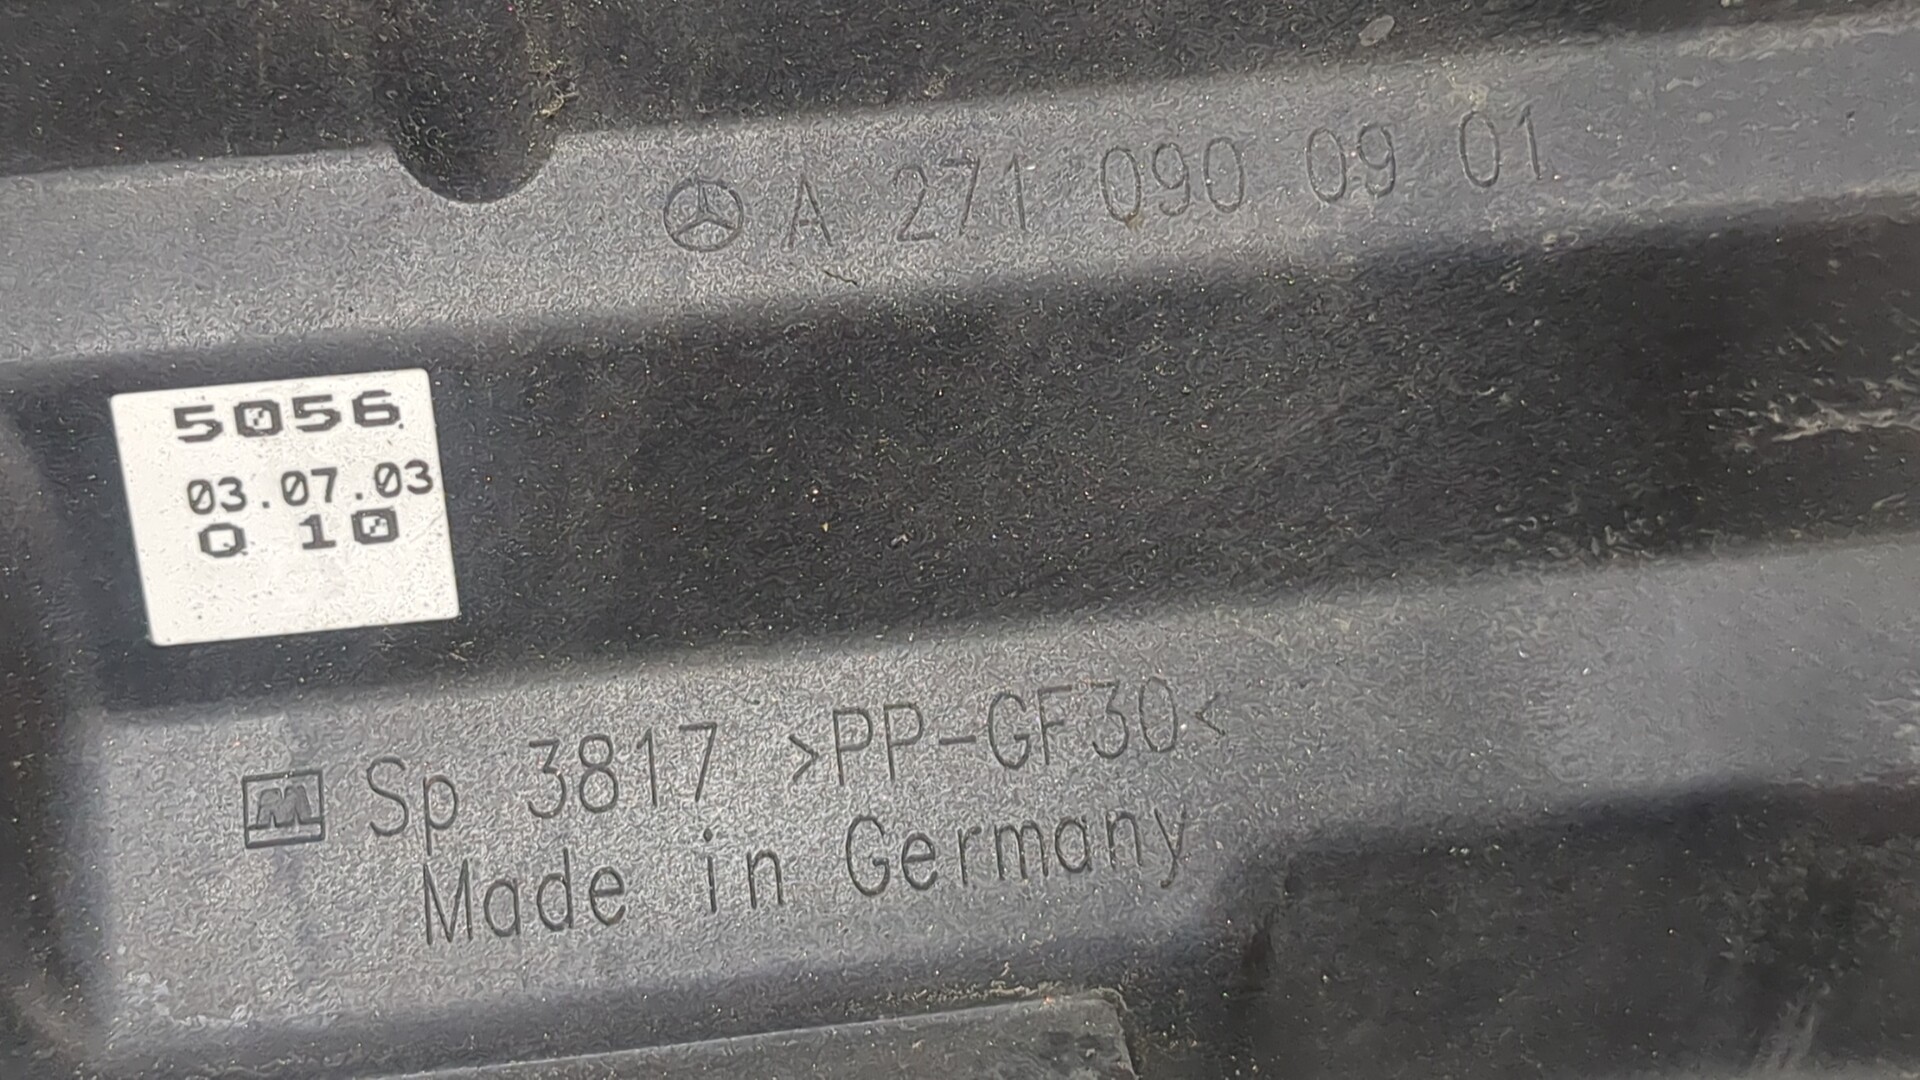 A 271 090 09 01
5056
03.07.03
Q 10
M Sp 3817 >PP-GF30<
Made in Germany